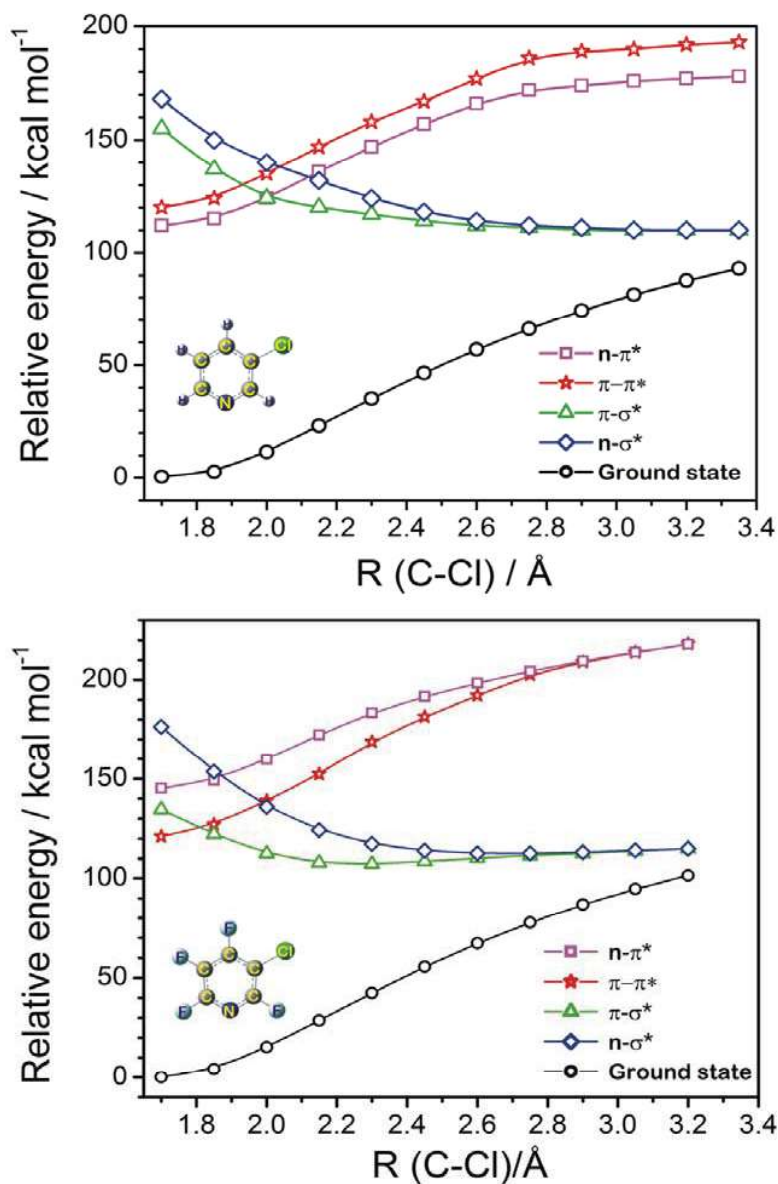 200
150
100
50
0
Relative energy / kcal mol⁻¹
H
H
C
Cl
C
C
C
C
H
N
H
n-π*
π–π*
π-σ*
n-σ*
Ground state
1.8 2.0 2.2 2.4 2.6 2.8 3.0 3.2 3.4
R (C-Cl) / Å
200
150
100
50
0
Relative energy / kcal mol⁻¹
F
F
C
Cl
C
C
C
C
F
N
F
n-π*
π–π*
π-σ*
n-σ*
Ground state
1.8 2.0 2.2 2.4 2.6 2.8 3.0 3.2 3.4
R (C-Cl)/Å